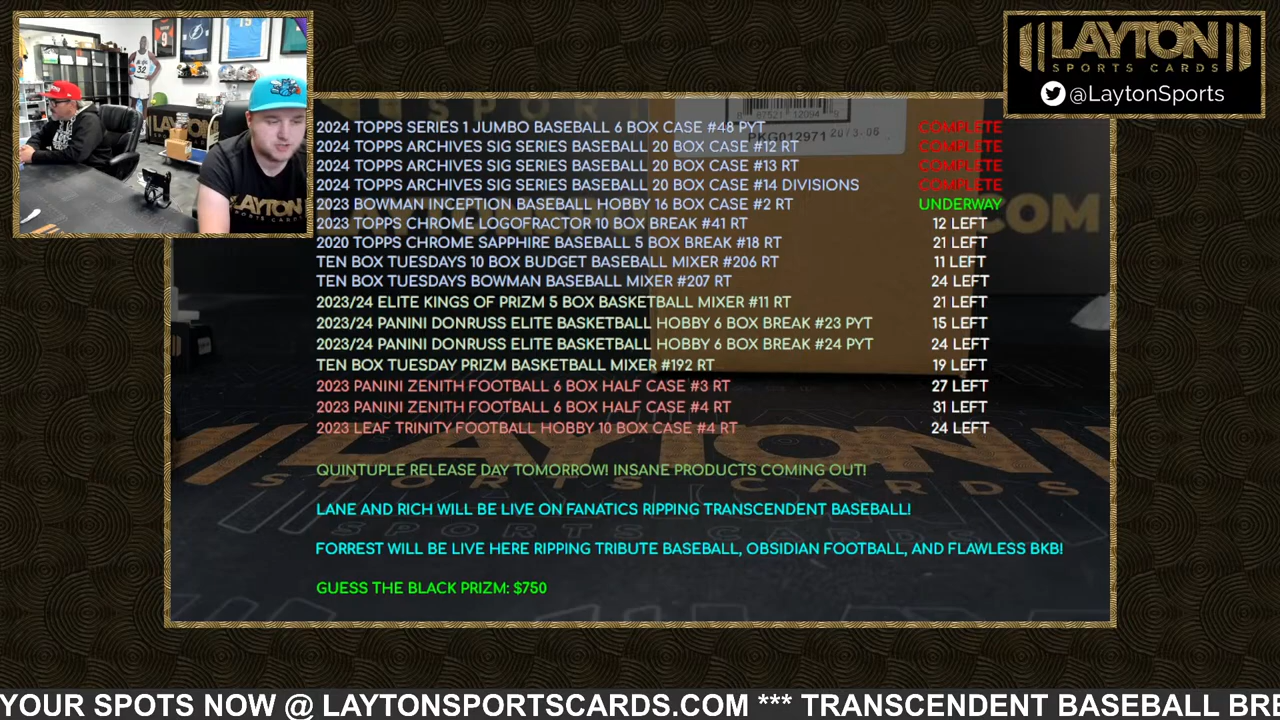 LAYTON
SPORTS CARDS
@LaytonSports
PKG012971
2024 TOPPS SERIES 1 JUMBO BASEBALL 6 BOX CASE #48 PYT COMPLETE
2024 TOPPS ARCHIVES SIG SERIES BASEBALL 20 BOX CASE #12 RT COMPLETE
2024 TOPPS ARCHIVES SIG SERIES BASEBALL 20 BOX CASE #13 RT COMPLETE
2024 TOPPS ARCHIVES SIG SERIES BASEBALL 20 BOX CASE #14 DIVISIONS COMPLETE
2023 BOWMAN INCEPTION BASEBALL HOBBY 16 BOX CASE #2 RT UNDERWAY
2023 TOPPS CHROME LOGOFRACTOR 10 BOX BREAK #41 RT 12 LEFT
2020 TOPPS CHROME SAPPHIRE BASEBALL 5 BOX BREAK #18 RT 21 LEFT
TEN BOX TUESDAYS 10 BOX BUDGET BASEBALL MIXER #206 RT 11 LEFT
TEN BOX TUESDAYS BOWMAN BASEBALL MIXER #207 RT 24 LEFT
2023/24 ELITE KINGS OF PRIZM 5 BOX BASKETBALL MIXER #11 RT 21 LEFT
2023/24 PANINI DONRUSS ELITE BASKETBALL HOBBY 6 BOX BREAK #23 PYT 15 LEFT
2023/24 PANINI DONRUSS ELITE BASKETBALL HOBBY 6 BOX BREAK #24 PYT 24 LEFT
TEN BOX TUESDAY PRIZM BASKETBALL MIXER #192 RT 19 LEFT
2023 PANINI ZENITH FOOTBALL 6 BOX HALF CASE #3 RT 27 LEFT
2023 PANINI ZENITH FOOTBALL 6 BOX HALF CASE #4 RT 31 LEFT
2023 LEAF TRINITY FOOTBALL HOBBY 10 BOX CASE #4 RT 24 LEFT
LAYTON
SPORTS CARDS
QUINTUPLE RELEASE DAY TOMORROW! INSANE PRODUCTS COMING OUT!
LANE AND RICH WILL BE LIVE ON FANATICS RIPPING TRANSCENDENT BASEBALL!
FORREST WILL BE LIVE HERE RIPPING TRIBUTE BASEBALL, OBSIDIAN FOOTBALL, AND FLAWLESS BKB!
GUESS THE BLACK PRIZM: $750
YOUR SPOTS NOW @ LAYTONSPORTSCARDS.COM *** TRANSCENDENT BASEBALL BRE